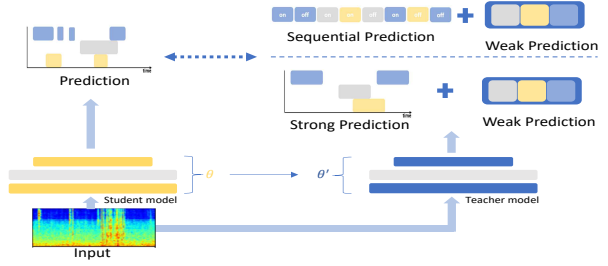 on off on on off on off off
Sequential Prediction
Weak Prediction
time
Prediction
time
Strong Prediction
Weak Prediction
θ
θ'
Student model
Teacher model
Input